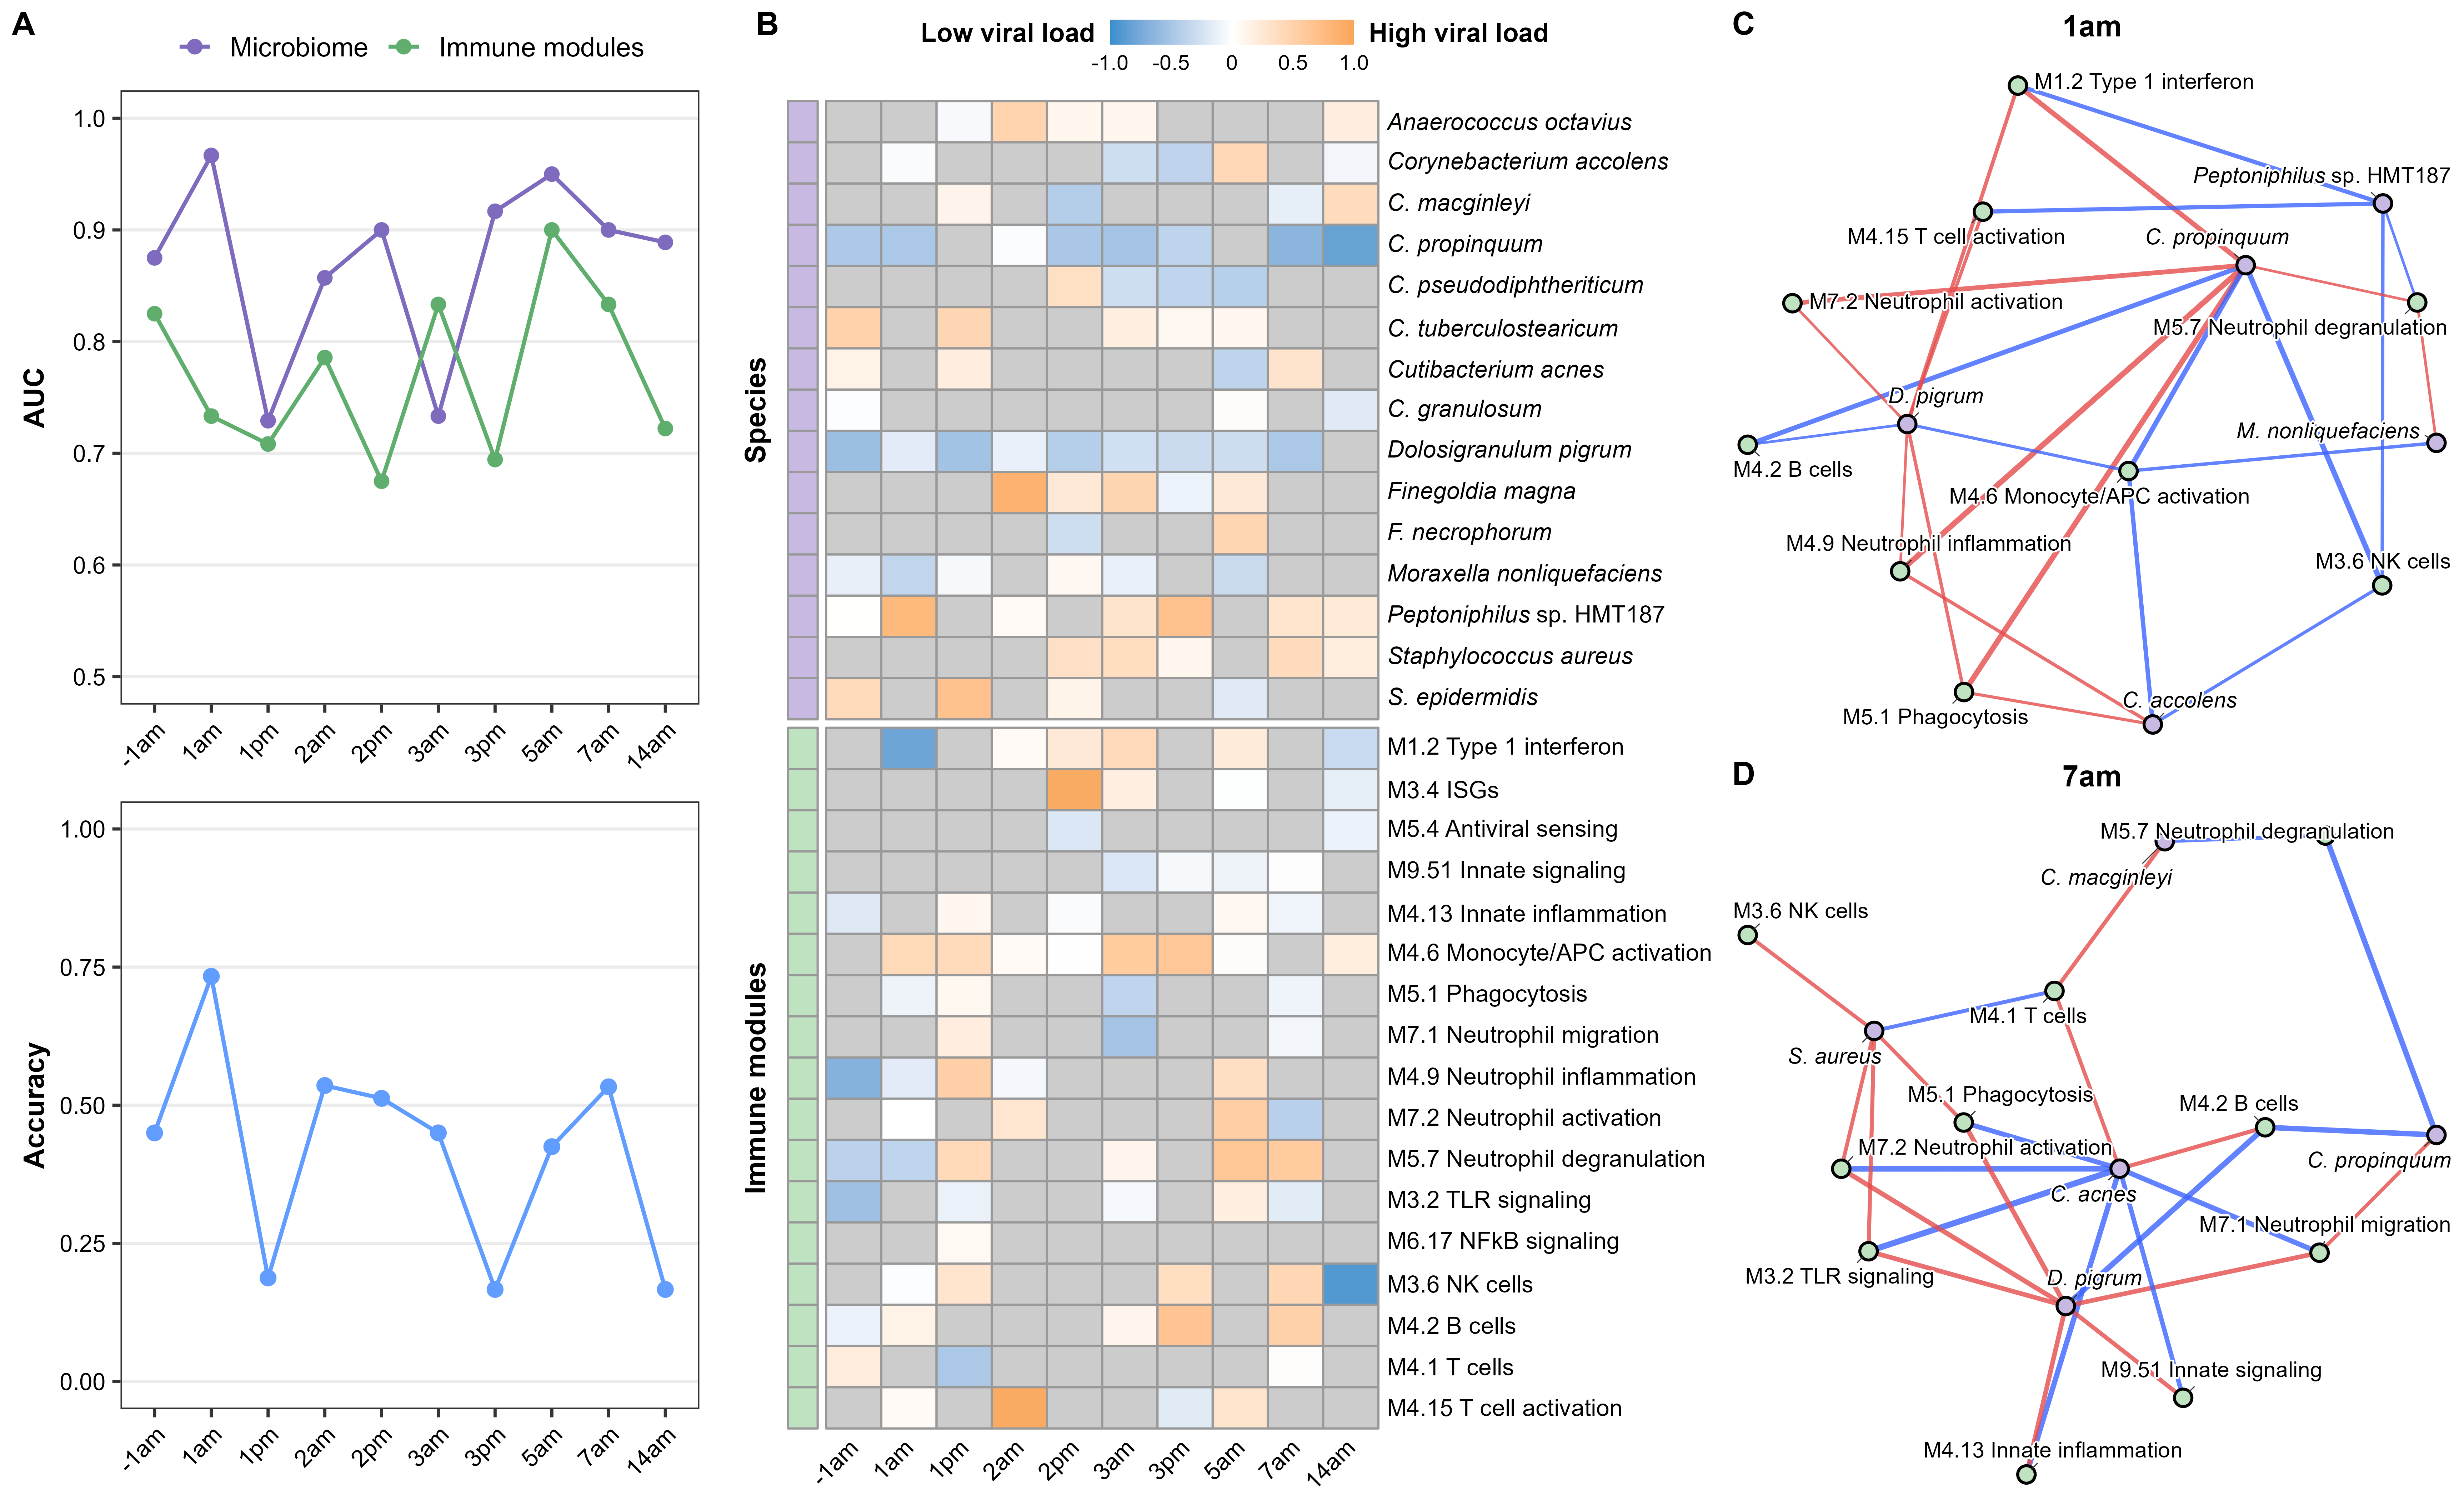 A
Microbiome
Immune modules
AUC
1.0
0.9
0.8
0.7
0.6
0.5
-1am
1am
1pm
2am
2pm
3am
3pm
5am
7am
14am
Accuracy
1.00
0.75
0.50
0.25
0.00
-1am
1am
1pm
2am
2pm
3am
3pm
5am
7am
14am
B
Low viral load
High viral load
-1.0
-0.5
0
0.5
1.0
Species
Anaerococcus octavius
Corynebacterium accolens
C. macginleyi
C. propinquum
C. pseudodiphtheriticum
C. tuberculostearicum
Cutibacterium acnes
C. granulosum
Dolosigranulum pigrum
Finegoldia magna
F. necrophorum
Moraxella nonliquefaciens
Peptoniphilus sp. HMT187
Staphylococcus aureus
S. epidermidis
Immune modules
M1.2 Type 1 interferon
M3.4 ISGs
M5.4 Antiviral sensing
M9.51 Innate signaling
M4.13 Innate inflammation
M4.6 Monocyte/APC activation
M5.1 Phagocytosis
M7.1 Neutrophil migration
M4.9 Neutrophil inflammation
M7.2 Neutrophil activation
M5.7 Neutrophil degranulation
M3.2 TLR signaling
M6.17 NFkB signaling
M3.6 NK cells
M4.2 B cells
M4.1 T cells
M4.15 T cell activation
-1am
1am
1pm
2am
2pm
3am
3pm
5am
7am
14am
C
1am
M1.2 Type 1 interferon
Peptoniphilus sp. HMT187
M4.15 T cell activation
C. propinquum
M7.2 Neutrophil activation
M5.7 Neutrophil degranulation
D. pigrum
M. nonliquefaciens
M4.2 B cells
M4.6 Monocyte/APC activation
M4.9 Neutrophil inflammation
M3.6 NK cells
C. accolens
M5.1 Phagocytosis
D
7am
M5.7 Neutrophil degranulation
C. macginleyi
M3.6 NK cells
M4.1 T cells
S. aureus
M5.1 Phagocytosis
M4.2 B cells
M7.2 Neutrophil activation
C. propinquum
C. acnes
M7.1 Neutrophil migration
M3.2 TLR signaling
D. pigrum
M9.51 Innate signaling
M4.13 Innate inflammation